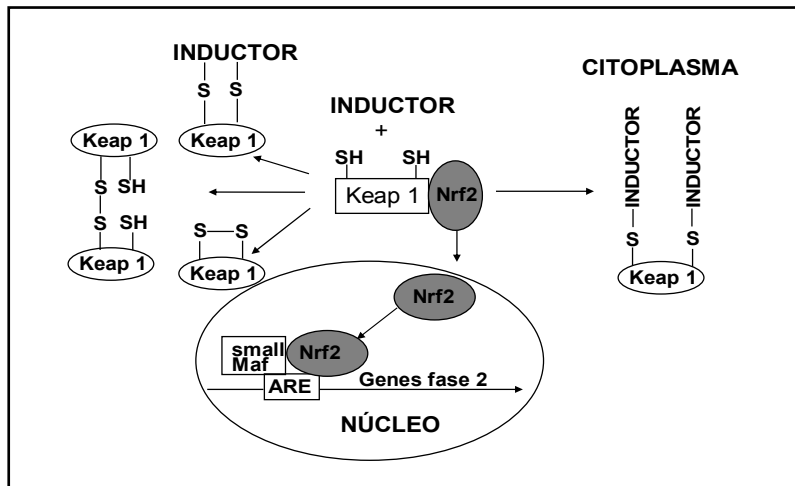 INDUCTOR
S S
Keap 1
CITOPLASMA
INDUCTOR
+
SH SH
Keap 1 Nrf2
Keap 1
S SH
S SH
Keap 1
S S
Keap 1
INDUCTOR INDUCTOR
S S
Keap 1
Nrf2
small
Maf
Nrf2
ARE
Genes fase 2
NÚCLEO